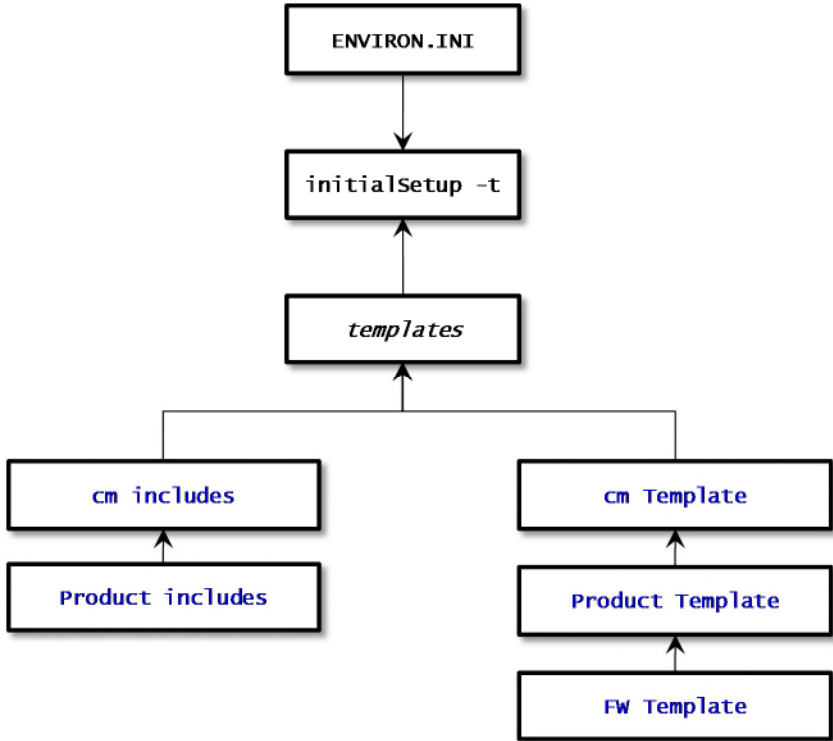 ENVIRON.INI
initialSetup -t
templates
cm includes
cm Template
Product includes
Product Template
FW Template